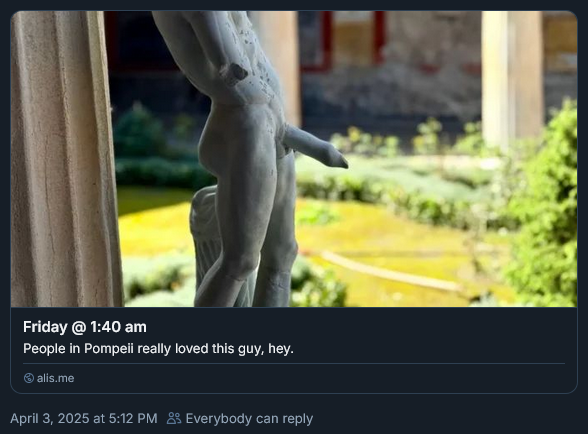 Friday @ 1:40 am
People in Pompeii really loved this guy, hey.
alis.me
April 3, 2025 at 5:12 PM Everybody can reply